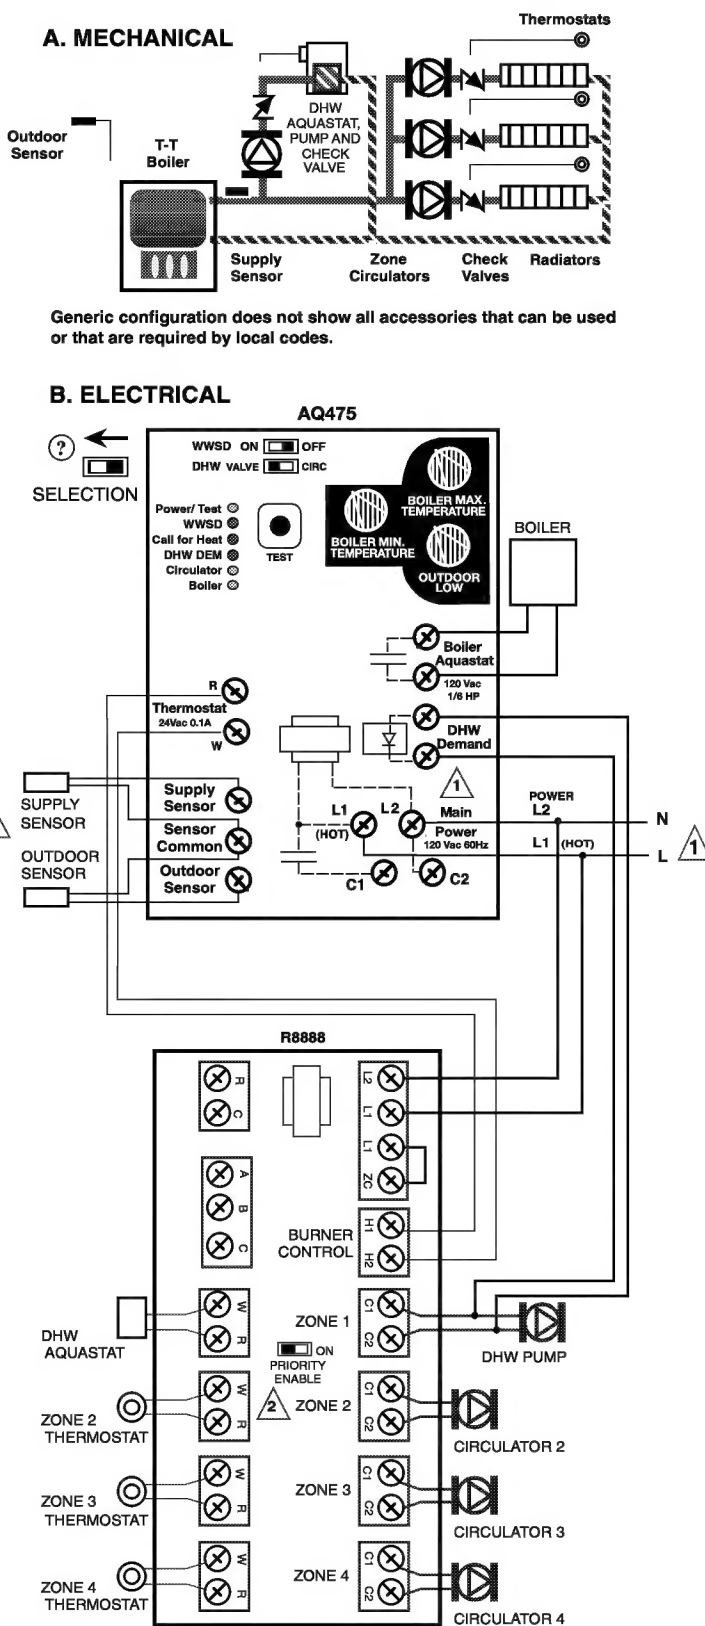 A. MECHANICAL
Thermostats
Outdoor
Sensor
T-T
Boiler
DHW
AQUASTAT,
PUMP AND
CHECK
VALVE
Supply
Sensor
Zone
Circulators
Check
Valves
Radiators
Generic configuration does not show all accessories that can be used
or that are required by local codes.
B. ELECTRICAL
AQ475
?
SELECTION
WWSD ON OFF
DHW VALVE CIRC
Power/ Test
WWSD
Call for Heat
DHW DEM
Circulator
Boiler
TEST
BOILER MAX.
TEMPERATURE
BOILER MIN.
TEMPERATURE
OUTDOOR
LOW
BOILER
Boiler
Aquastat
120 Vac
1/6 HP
R
Thermostat
24Vac 0.1A
W
DHW
Demand
1
SUPPLY
SENSOR
Supply
Sensor
Sensor
Common
OUTDOOR
SENSOR
Outdoor
Sensor
L1
(HOT)
L2
Main
Power
120 Vac 60Hz
C1
C2
POWER
L2
N
L1 (HOT)
L
1
R8888
R
C
L2
L1
L1
ZC
A
B
C
BURNER
CONTROL
H1
H2
DHW
AQUASTAT
W
R
ZONE 1
C1
C2
DHW PUMP
ON
PRIORITY
ENABLE
2
ZONE 2
THERMOSTAT
W
R
ZONE 2
C1
C2
CIRCULATOR 2
ZONE 3
THERMOSTAT
W
R
ZONE 3
C1
C2
CIRCULATOR 3
ZONE 4
THERMOSTAT
W
R
ZONE 4
C1
C2
CIRCULATOR 4